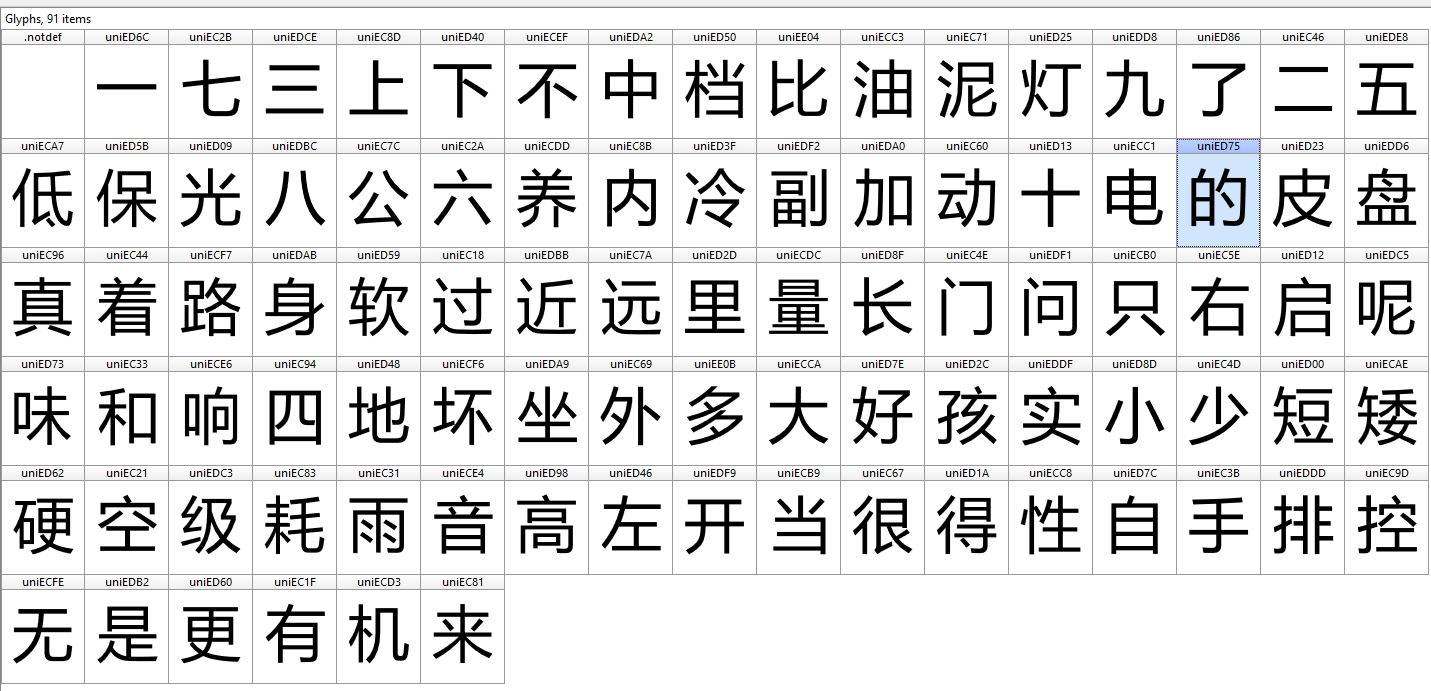 Glyphs, 91 items
.notdef uniED6C uniEC2B uniEDCE uniEC8D uniED40 uniECEF uniEDA2 uniED50 uniEE04 uniECC3 uniEC71 uniED25 uniEDD8 uniED86 uniEC46 uniEDE8
一 七 三 上 下 不 中 档 比 油 泥 灯 九 了 二 五
uniECA7 uniED5B uniED09 uniEDBC uniEC7C uniEC2A uniECDD uniEC8B uniED3F uniEDF2 uniEDA0 uniEC60 uniED13 uniECC1 uniED75 uniED23 uniEDD6
低 保 光 八 公 六 养 内 冷 副 加 动 十 电 的 皮 盘
uniEC96 uniEC44 uniECF7 uniEDAB uniED59 uniEC18 uniEDBB uniEC7A uniED2D uniECDC uniED8F uniEC4E uniEDF1 uniECB0 uniEC5E uniED12 uniEDC5
真 着 路 身 软 过 近 远 里 量 长 门 问 只 右 启 呢
uniED73 uniEC33 uniECE6 uniEC94 uniED48 uniECF6 uniEDA9 uniEC69 uniEE0B uniECCA uniED7E uniED2C uniEDDF uniED8D uniEC4D uniED00 uniECAE
味 和 响 四 地 坏 坐 外 多 大 好 孩 实 小 少 短 矮
uniED62 uniEC21 uniEDC3 uniEC83 uniEC31 uniECE4 uniED98 uniED46 uniEDF9 uniECB9 uniEC67 uniED1A uniECC8 uniED7C uniEC3B uniEDDD uniEC9D
硬 空 级 耗 雨 音 高 左 开 当 很 得 性 自 手 排 控
uniECFE uniEDB2 uniED60 uniEC1F uniECD3 uniEC81
无 是 更 有 机 来